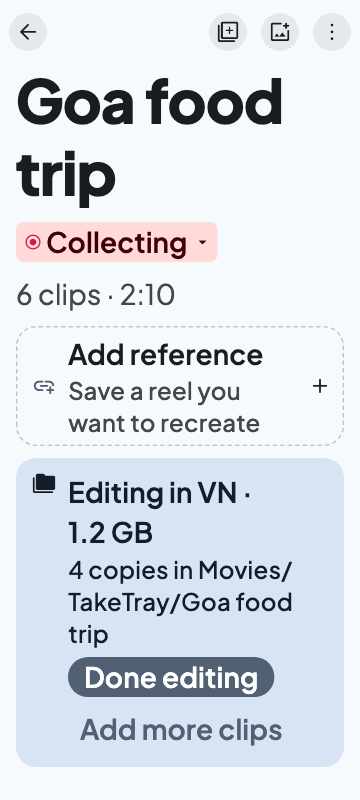 Goa food
trip
Collecting
6 clips · 2:10
Add reference
Save a reel you
want to recreate
Editing in VN ·
1.2 GB
4 copies in Movies/
TakeTray/Goa food
trip
Done editing
Add more clips